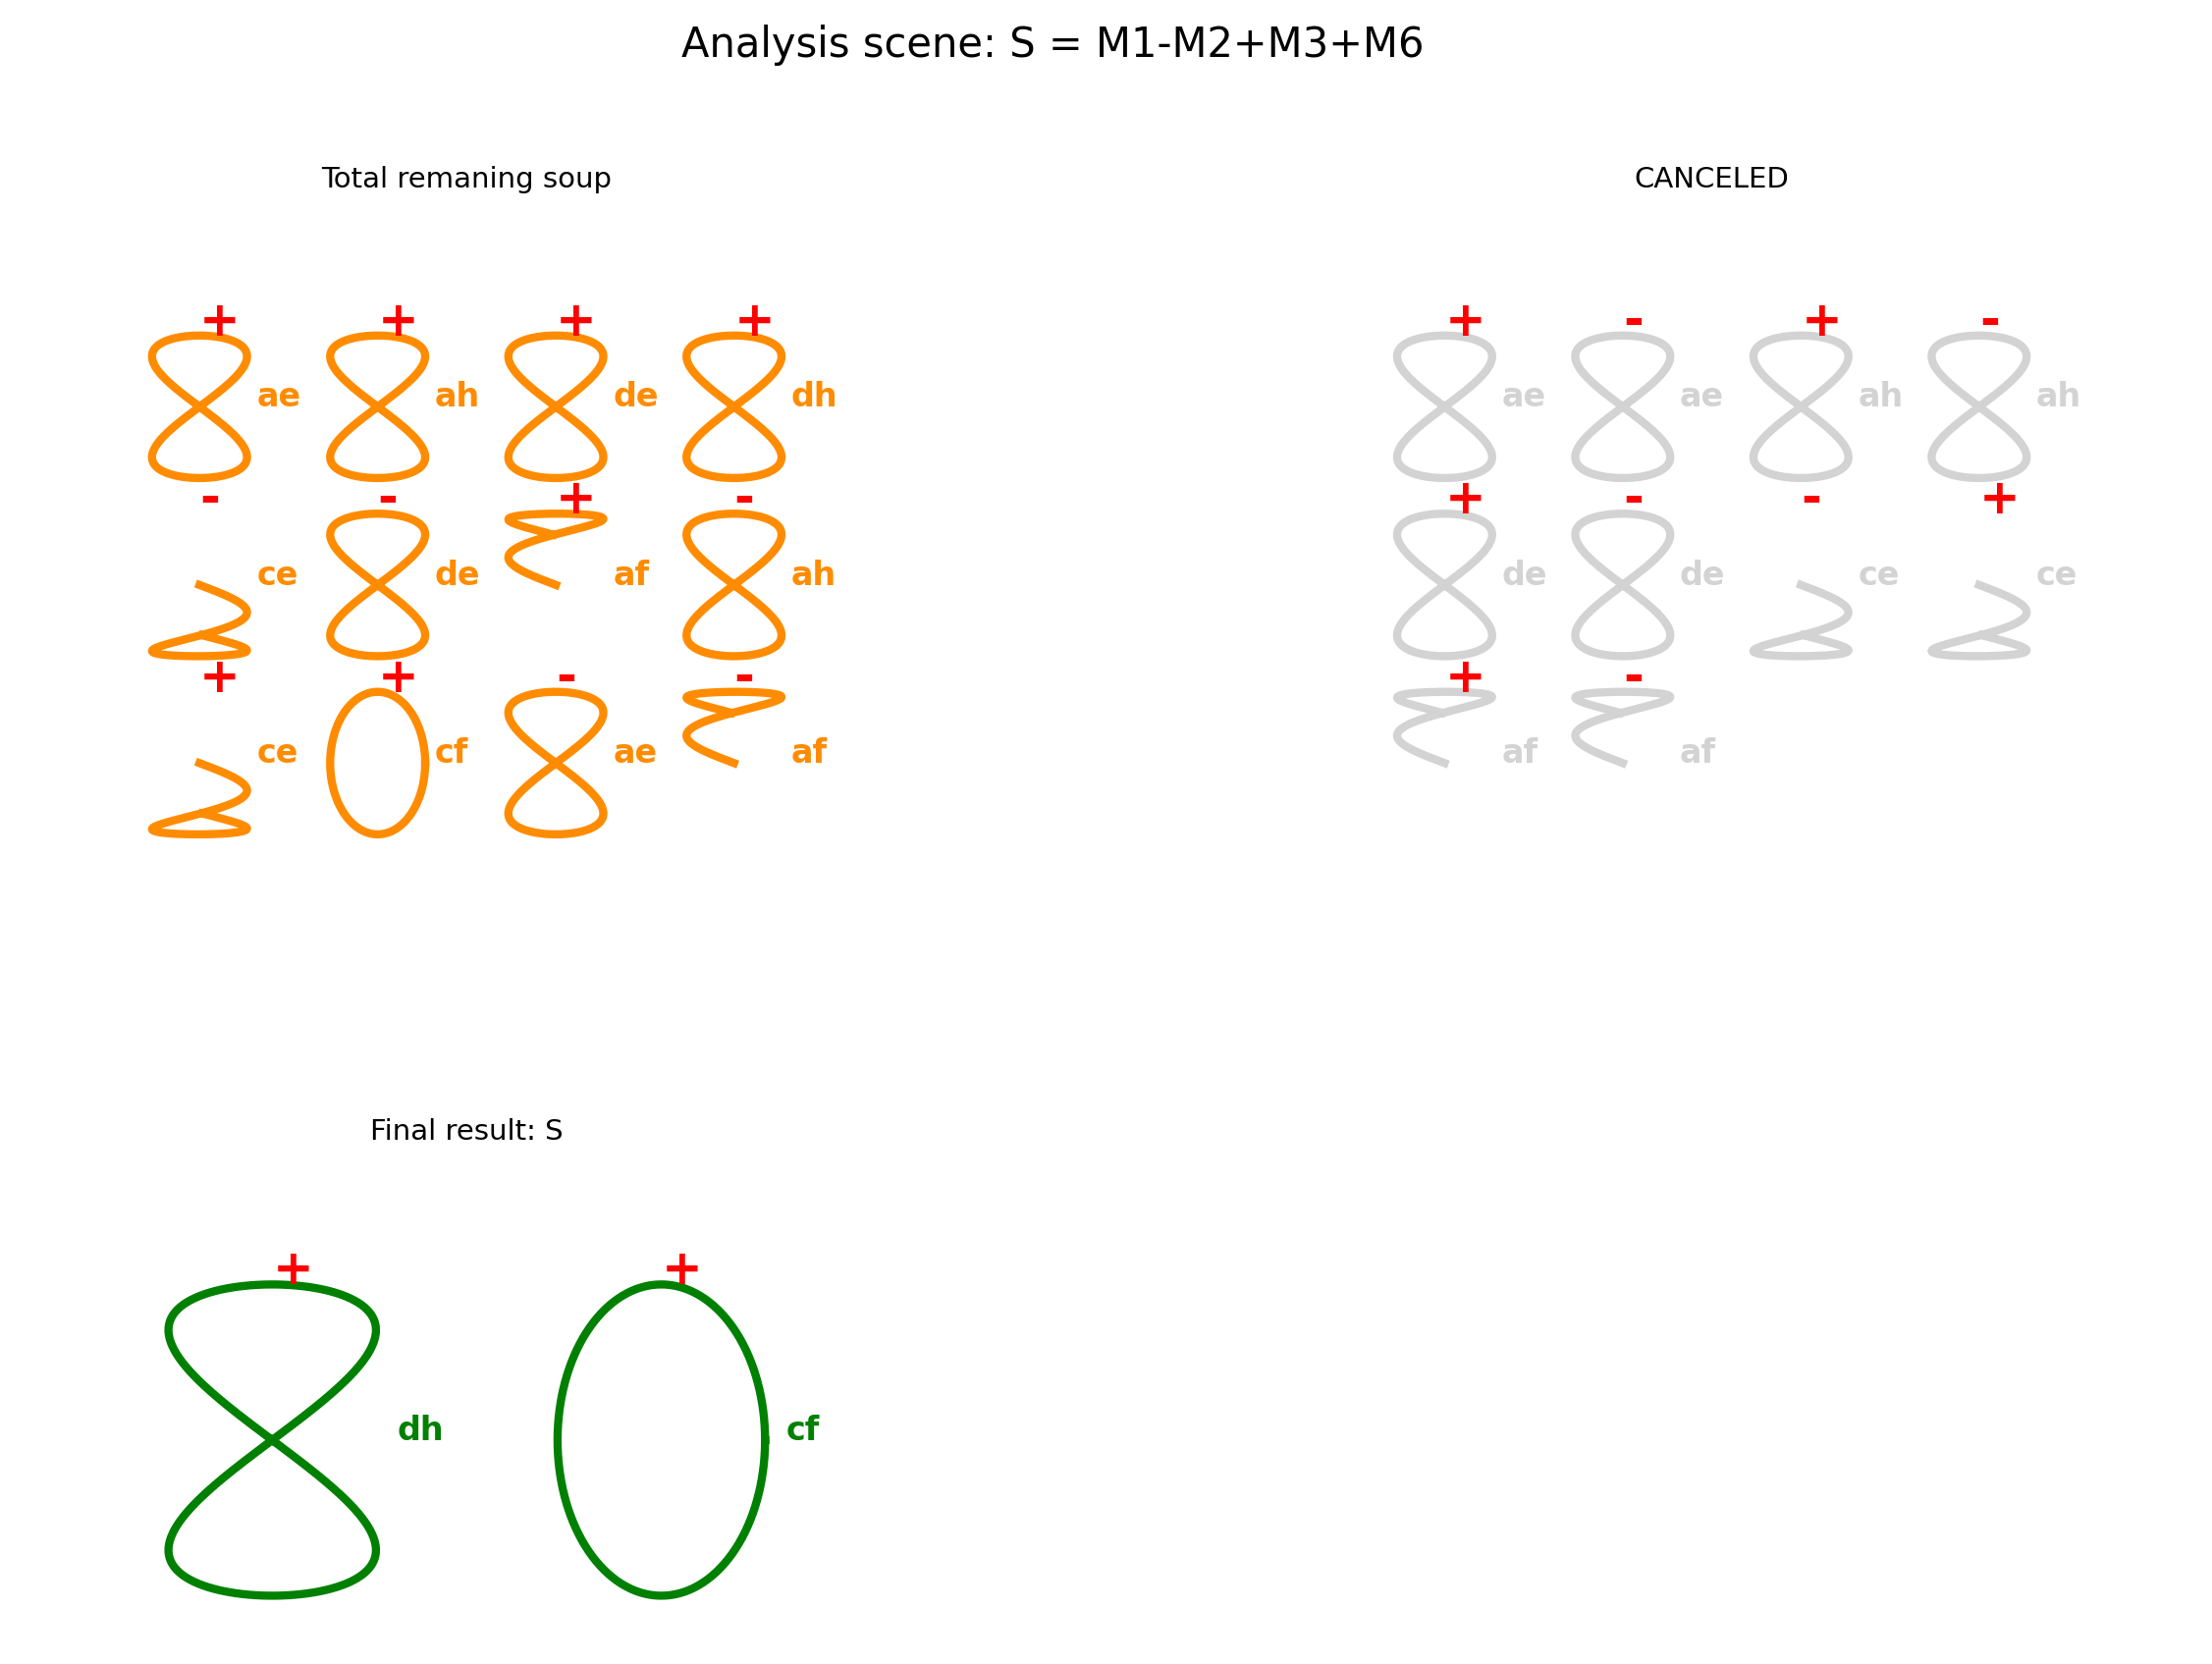 Analysis scene: S = M1-M2+M3+M6
Total remaning soup
+ + + +
ae ah de dh
- - + -
ce de af ah
+ + - -
ce cf ae af
CANCELED
+ - + -
ae ae ah ah
+ - - +
de de ce ce
+ -
af af
Final result: S
+ +
dh cf